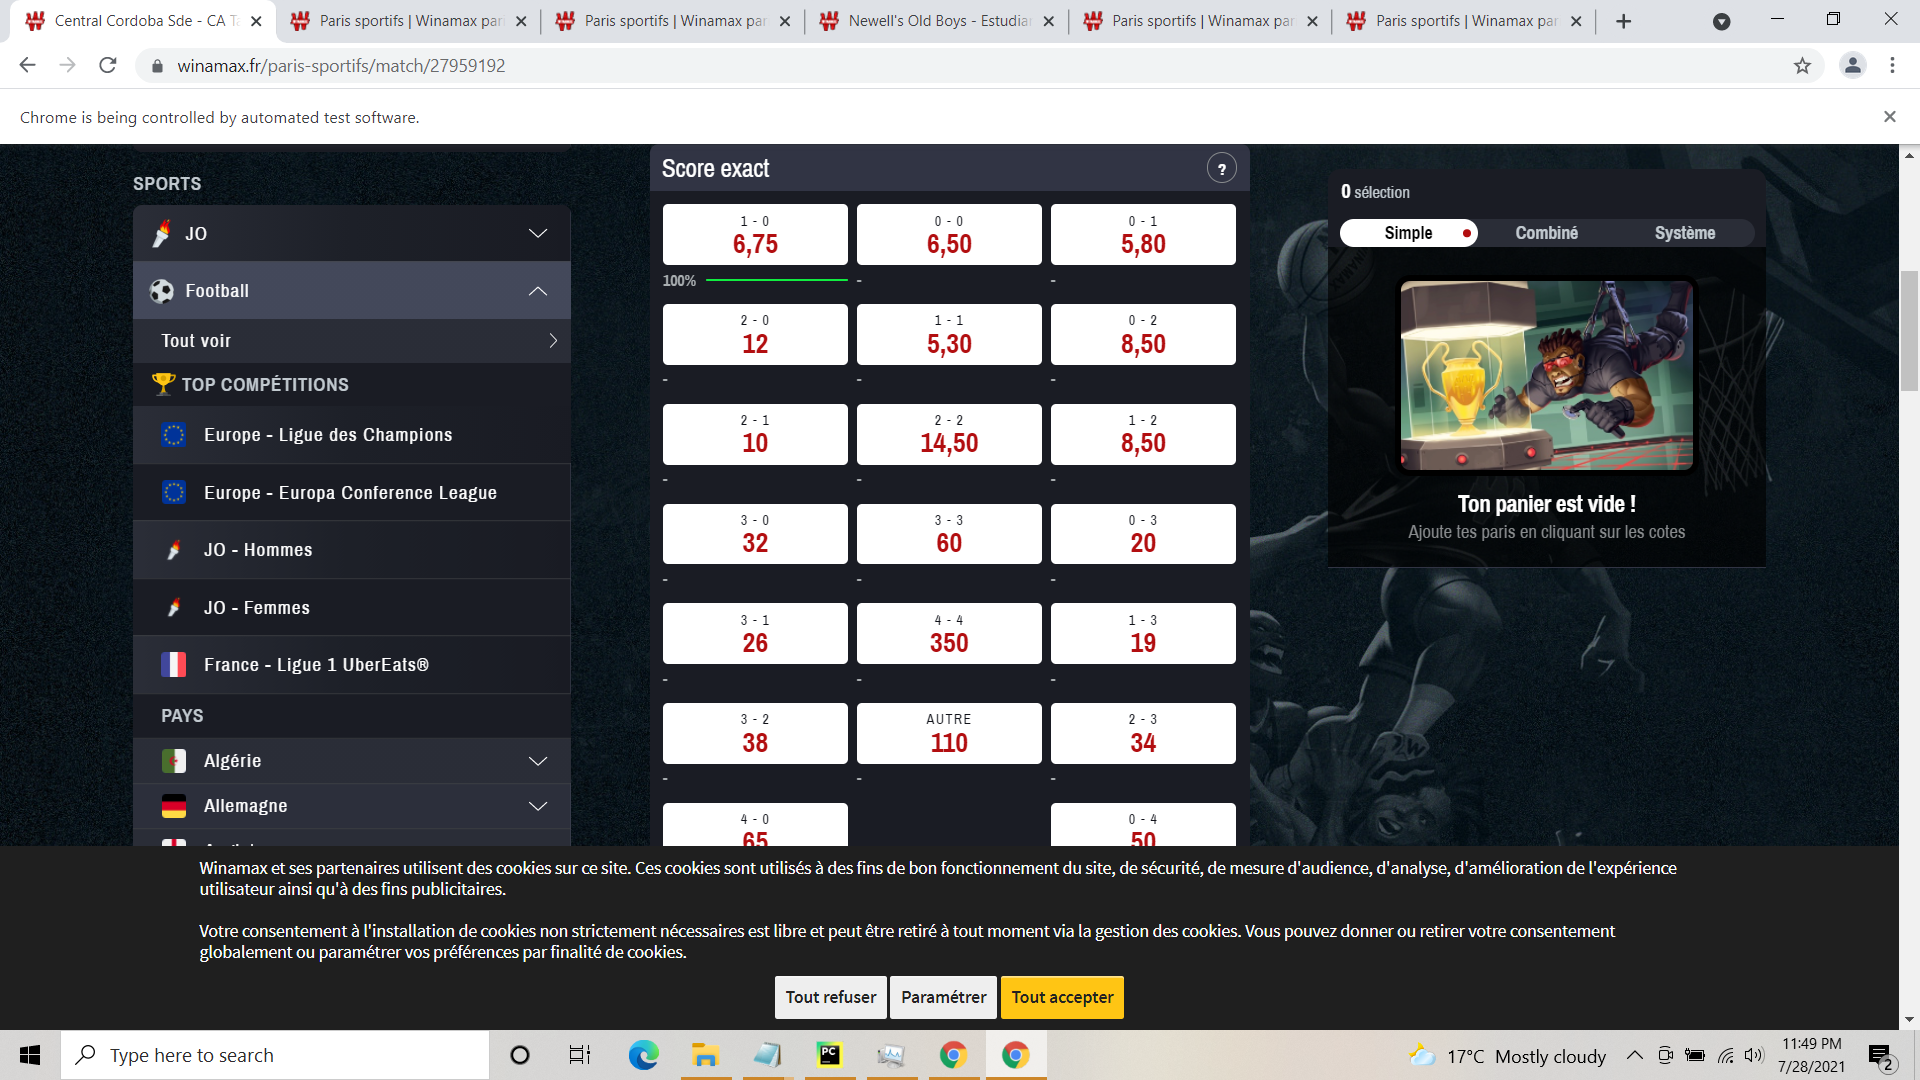 Central Cordoba Sde - CA Ta
Paris sportifs | Winamax par
Paris sportifs | Winamax par
Newell's Old Boys - Estudian
Paris sportifs | Winamax par
Paris sportifs | Winamax par
winamax.fr/paris-sportifs/match/27959192
Chrome is being controlled by automated test software.
SPORTS
JO
Football
Tout voir
TOP COMPÉTITIONS
Europe - Ligue des Champions
Europe - Europa Conference League
JO - Hommes
JO - Femmes
France - Ligue 1 UberEats®
PAYS
Algérie
Allemagne
Score exact
?
1 - 0
6,75
0 - 0
6,50
0 - 1
5,80
100%
-
-
2 - 0
12
1 - 1
5,30
0 - 2
8,50
-
-
-
2 - 1
10
2 - 2
14,50
1 - 2
8,50
-
-
-
3 - 0
32
3 - 3
60
0 - 3
20
-
-
-
3 - 1
26
4 - 4
350
1 - 3
19
-
-
-
3 - 2
38
AUTRE
110
2 - 3
34
-
-
-
4 - 0
65
0 - 4
50
0 sélection
Simple
Combiné
Système
Ton panier est vide !
Ajoute tes paris en cliquant sur les cotes
Winamax et ses partenaires utilisent des cookies sur ce site. Ces cookies sont utilisés à des fins de bon fonctionnement du site, de sécurité, de mesure d'audience, d'analyse, d'amélioration de l'expérience
utilisateur ainsi qu'à des fins publicitaires.
Votre consentement à l'installation de cookies non strictement nécessaires est libre et peut être retiré à tout moment via la gestion des cookies. Vous pouvez donner ou retirer votre consentement
globalement ou paramétrer vos préférences par finalité de cookies.
Tout refuser
Paramétrer
Tout accepter
Type here to search
PC
17°C Mostly cloudy
11:49 PM
7/28/2021
2